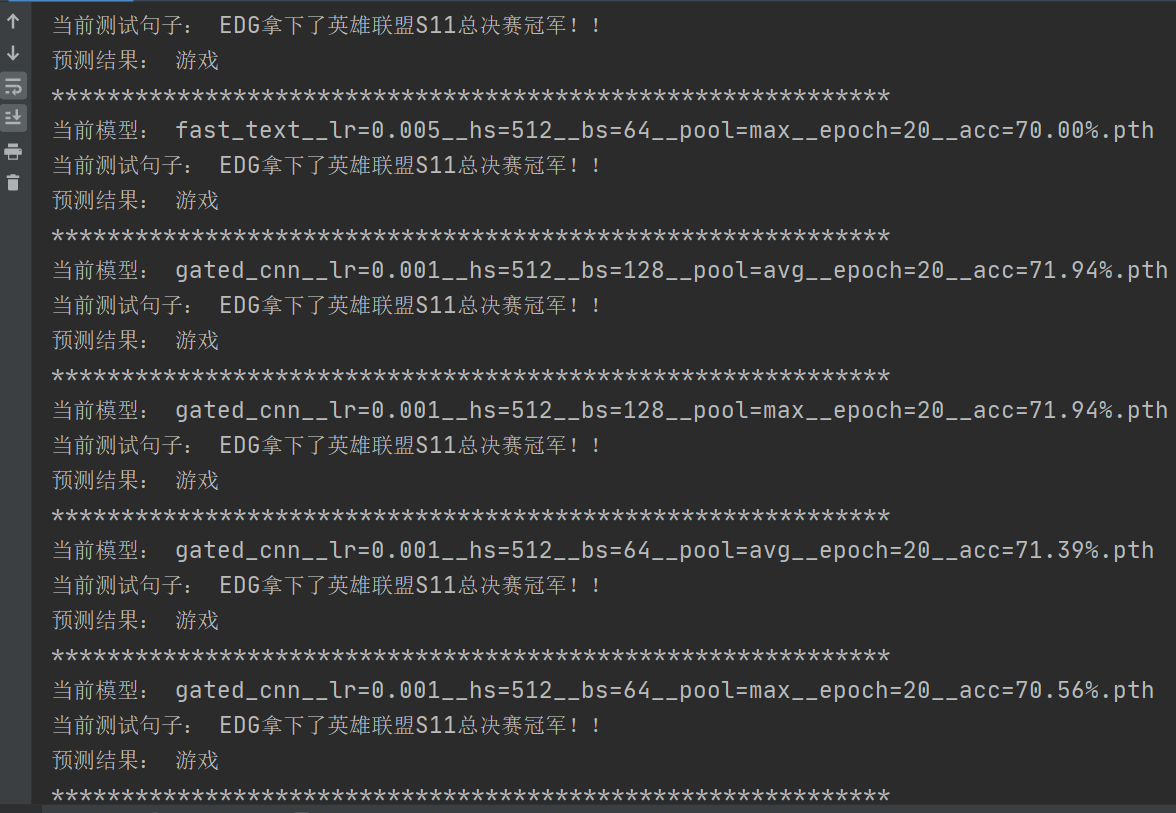 当前测试句子： EDG拿下了英雄联盟S11总决赛冠军！！
预测结果： 游戏
************************************************************
当前模型： fast_text__lr=0.005__hs=512__bs=64__pool=max__epoch=20__acc=70.00%.pth
当前测试句子： EDG拿下了英雄联盟S11总决赛冠军！！
预测结果： 游戏
************************************************************
当前模型： gated_cnn__lr=0.001__hs=512__bs=128__pool=avg__epoch=20__acc=71.94%.pth
当前测试句子： EDG拿下了英雄联盟S11总决赛冠军！！
预测结果： 游戏
************************************************************
当前模型： gated_cnn__lr=0.001__hs=512__bs=128__pool=max__epoch=20__acc=71.94%.pth
当前测试句子： EDG拿下了英雄联盟S11总决赛冠军！！
预测结果： 游戏
************************************************************
当前模型： gated_cnn__lr=0.001__hs=512__bs=64__pool=avg__epoch=20__acc=71.39%.pth
当前测试句子： EDG拿下了英雄联盟S11总决赛冠军！！
预测结果： 游戏
************************************************************
当前模型： gated_cnn__lr=0.001__hs=512__bs=64__pool=max__epoch=20__acc=70.56%.pth
当前测试句子： EDG拿下了英雄联盟S11总决赛冠军！！
预测结果： 游戏
************************************************************